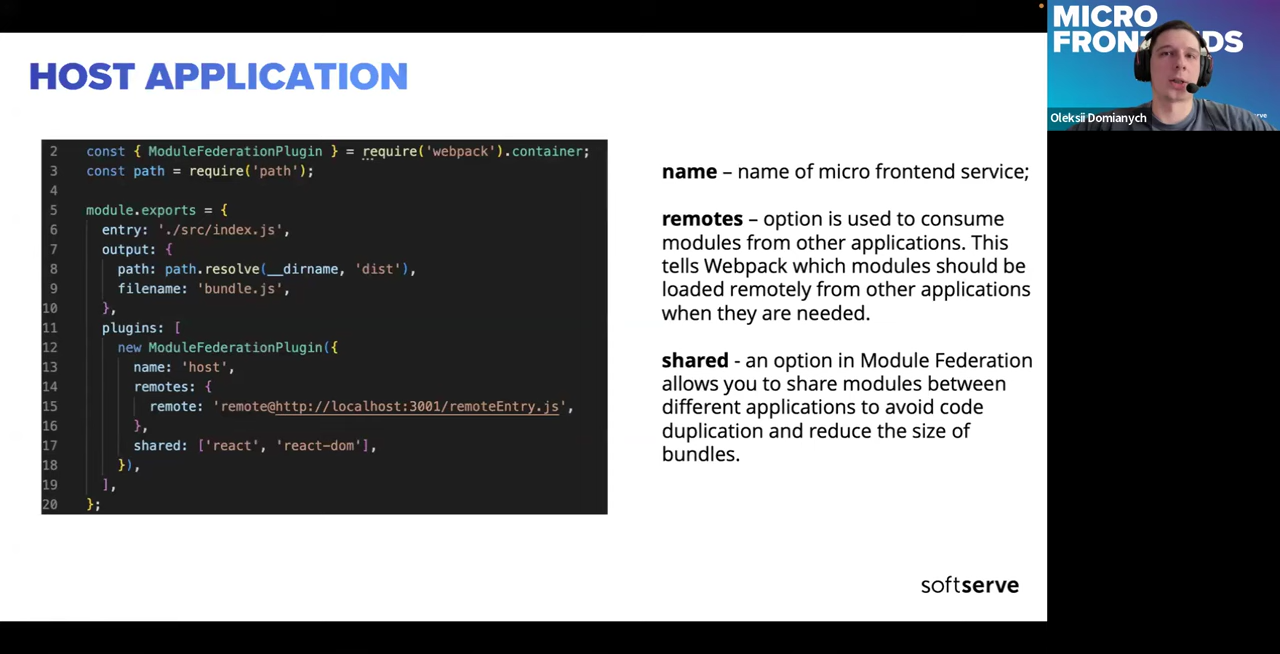 HOST APPLICATION
2 const { ModuleFederationPlugin } = require('webpack').container;
3 const path = require('path');
4
5 module.exports = {
6 entry: './src/index.js',
7 output: {
8 path: path.resolve(__dirname, 'dist'),
9 filename: 'bundle.js',
10 },
11 plugins: [
12 new ModuleFederationPlugin({
13 name: 'host',
14 remotes: {
15 remote: 'remote@http://localhost:3001/remoteEntry.js',
16 },
17 shared: ['react', 'react-dom'],
18 }),
19 ],
20 };
name – name of micro frontend service;
remotes – option is used to consume
modules from other applications. This
tells Webpack which modules should be
loaded remotely from other applications
when they are needed.
shared - an option in Module Federation
allows you to share modules between
different applications to avoid code
duplication and reduce the size of
bundles.
softserve
MICRO
Oleksii Domianych